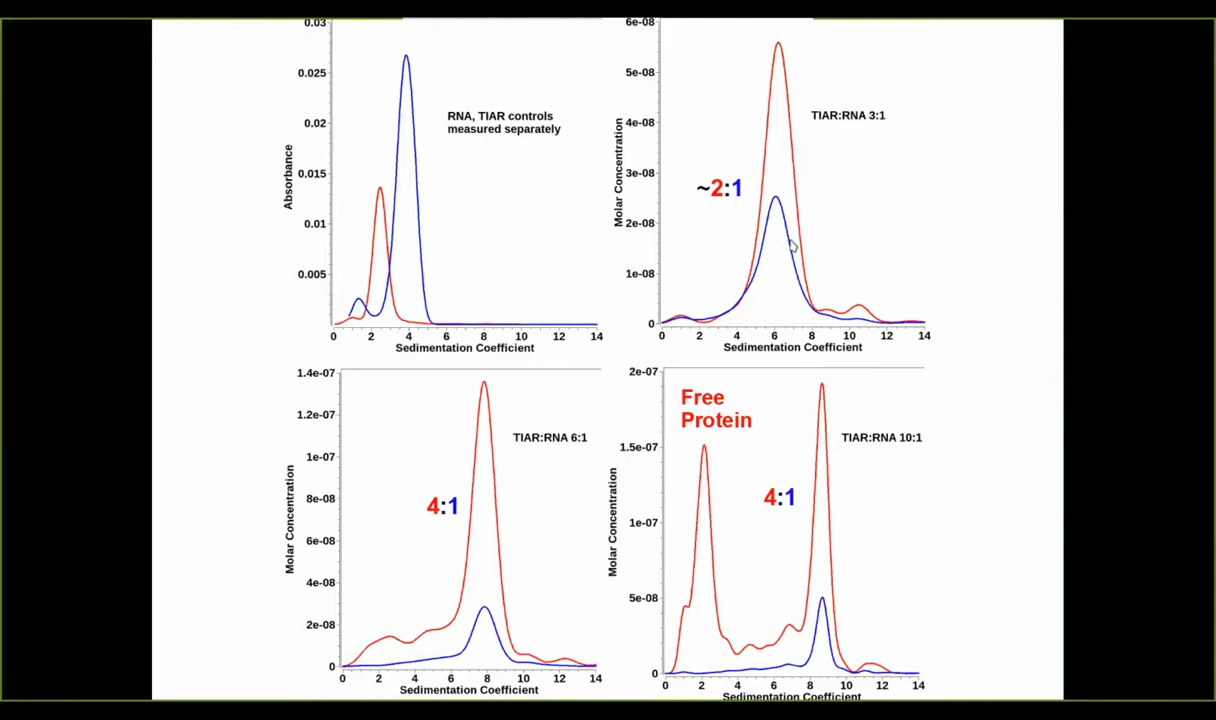 0.03
0.025
0.02
0.015
0.01
0.005
Absorbance
RNA, TIAR controls
measured separately
0 2 4 6 8 10 12 14
Sedimentation Coefficient
6e-08
5e-08
4e-08
3e-08
2e-08
1e-08
0
Molar Concentration
TIAR:RNA 3:1
~2:1
0 2 4 6 8 10 12 14
Sedimentation Coefficient
1.4e-07
1.2e-07
1e-07
8e-08
6e-08
4e-08
2e-08
0
Molar Concentration
TIAR:RNA 6:1
4:1
0 2 4 6 8 10 12 14
Sedimentation Coefficient
2e-07
1.5e-07
1e-07
5e-08
0
Molar Concentration
Free
Protein
TIAR:RNA 10:1
4:1
0 2 4 6 8 10 12 14
Sedimentation Coefficient